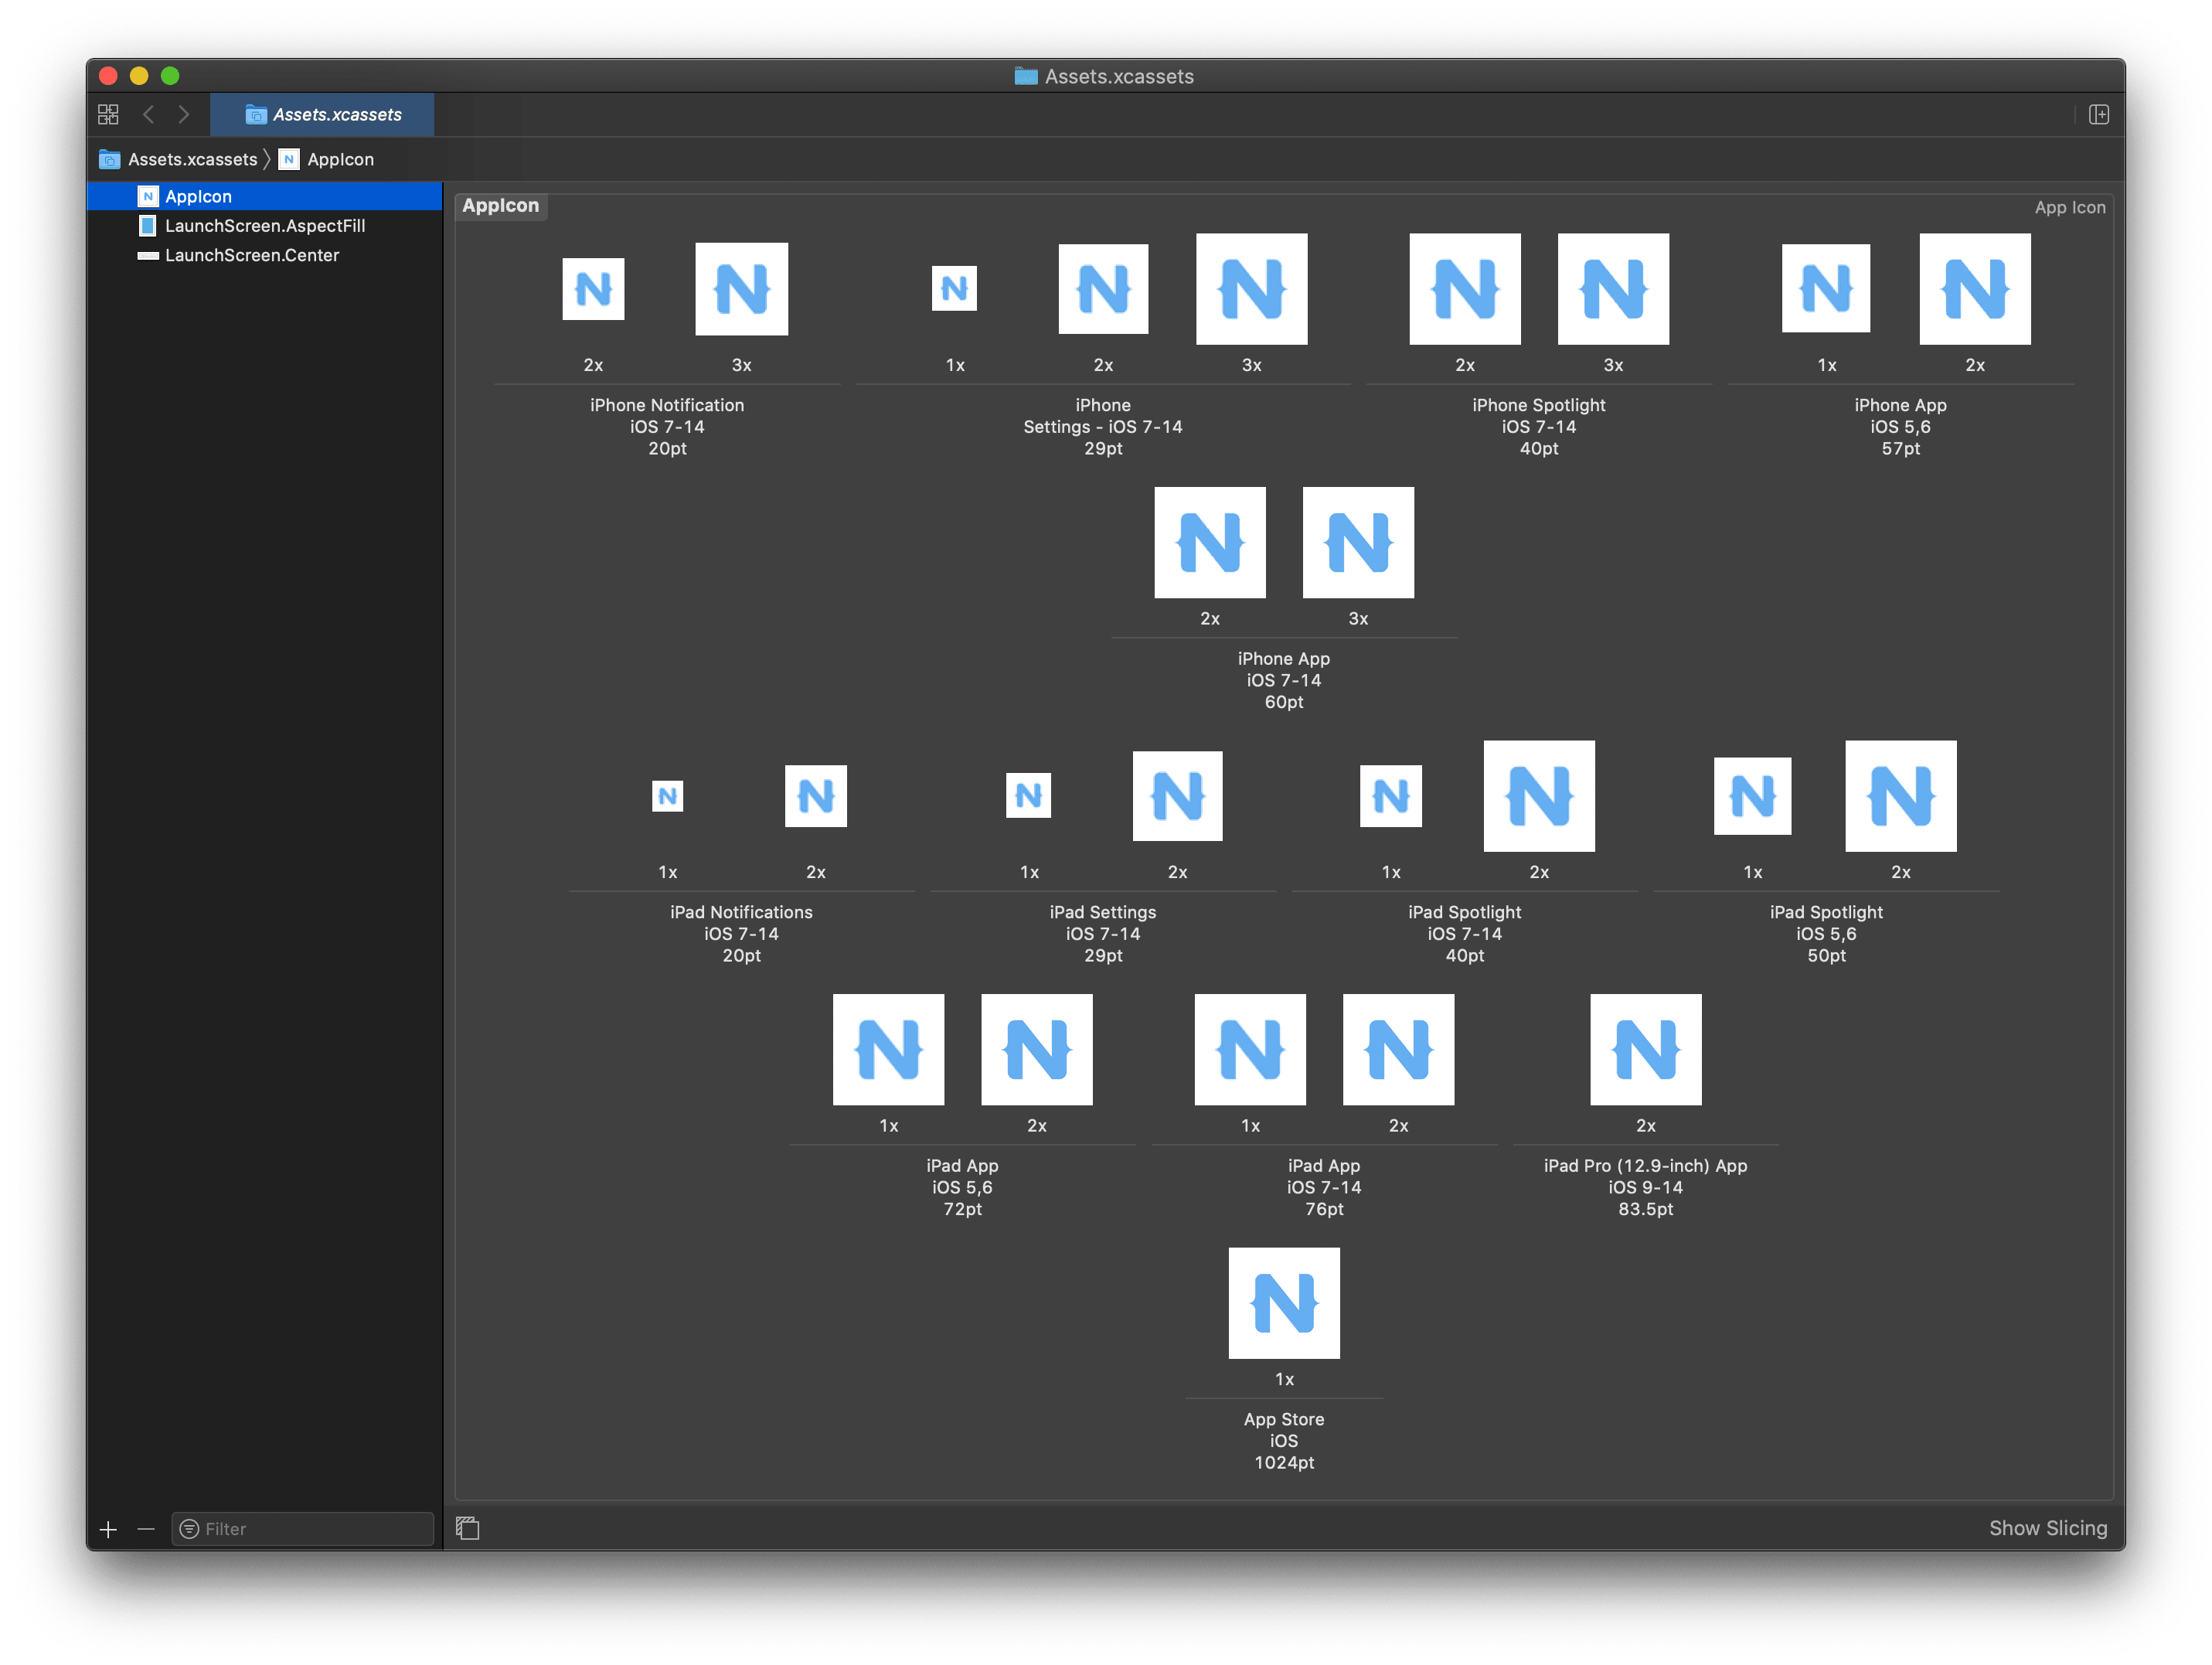 Assets.xcassets
Assets.xcassets
Assets.xcassets 〉 N AppIcon
N AppIcon
LaunchScreen.AspectFill
LaunchScreen.Center
AppIcon
App Icon
N N N N N N N N N
2x 3x 1x 2x 3x 2x 3x 1x 2x
iPhone Notification
iOS 7-14
20pt
iPhone
Settings - iOS 7-14
29pt
iPhone Spotlight
iOS 7-14
40pt
iPhone App
iOS 5,6
57pt
N N
2x 3x
iPhone App
iOS 7-14
60pt
N N N N N N N N
1x 2x 1x 2x 1x 2x 1x 2x
iPad Notifications
iOS 7-14
20pt
iPad Settings
iOS 7-14
29pt
iPad Spotlight
iOS 7-14
40pt
iPad Spotlight
iOS 5,6
50pt
N N N N N
1x 2x 1x 2x 2x
iPad App
iOS 5,6
72pt
iPad App
iOS 7-14
76pt
iPad Pro (12.9-inch) App
iOS 9-14
83.5pt
N
1x
App Store
iOS
1024pt
Filter
Show Slicing